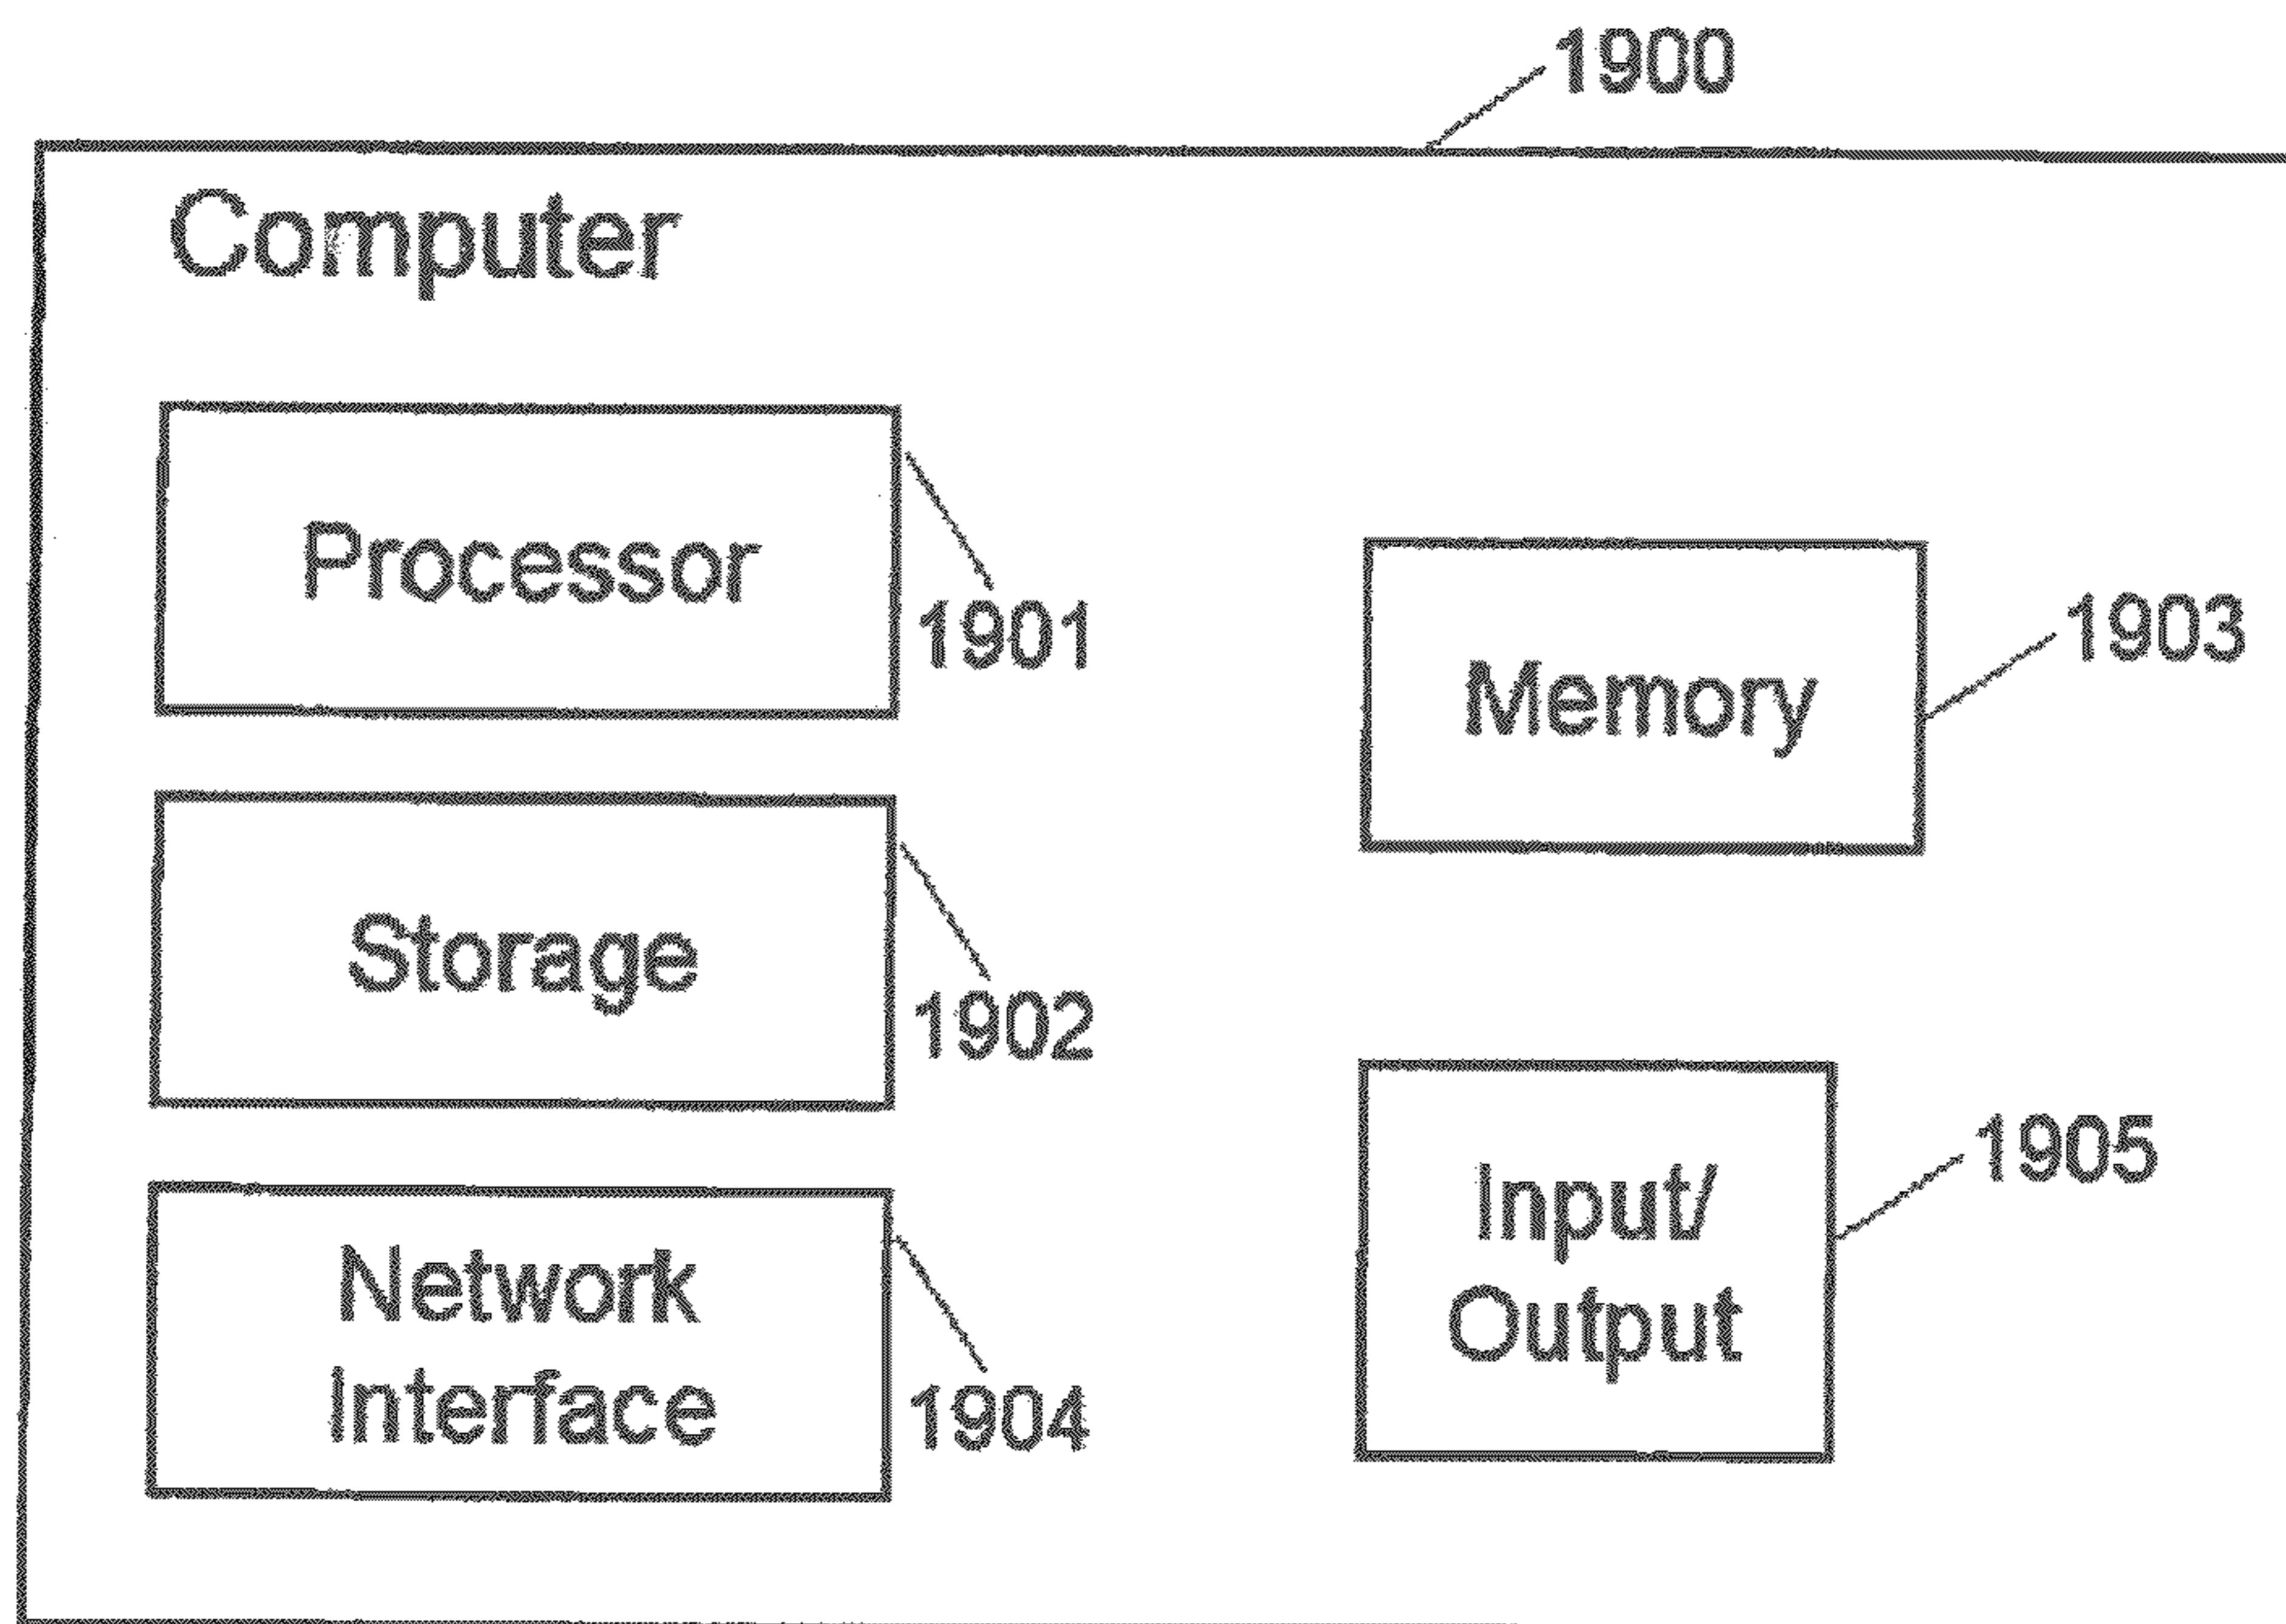 1900
Computer
Processor
1901
Memory
1903
Storage
1902
Input/
Output
1905
Network
Interface
1904